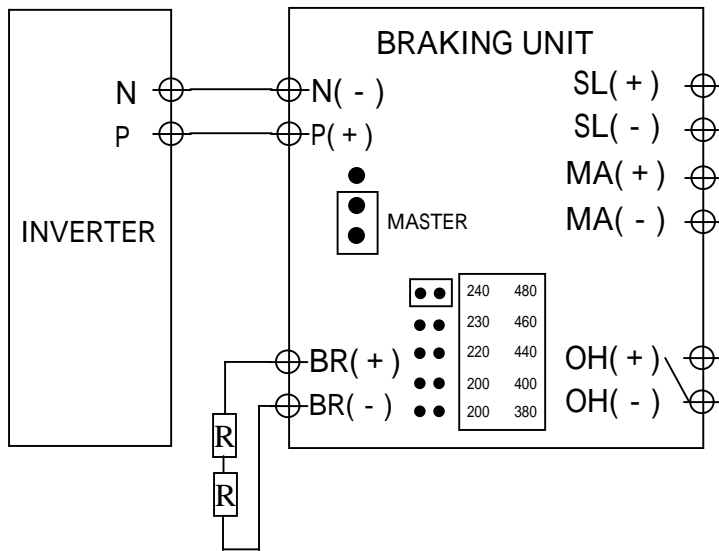 BRAKING UNIT
N N( - ) SL( + )
P P( + ) SL( - )
MA( + )
INVERTER MASTER MA( - )
240 480
230 460
BR( + ) 220 440 OH( + )
BR( - ) 200 400 OH( - )
200 380
R
R